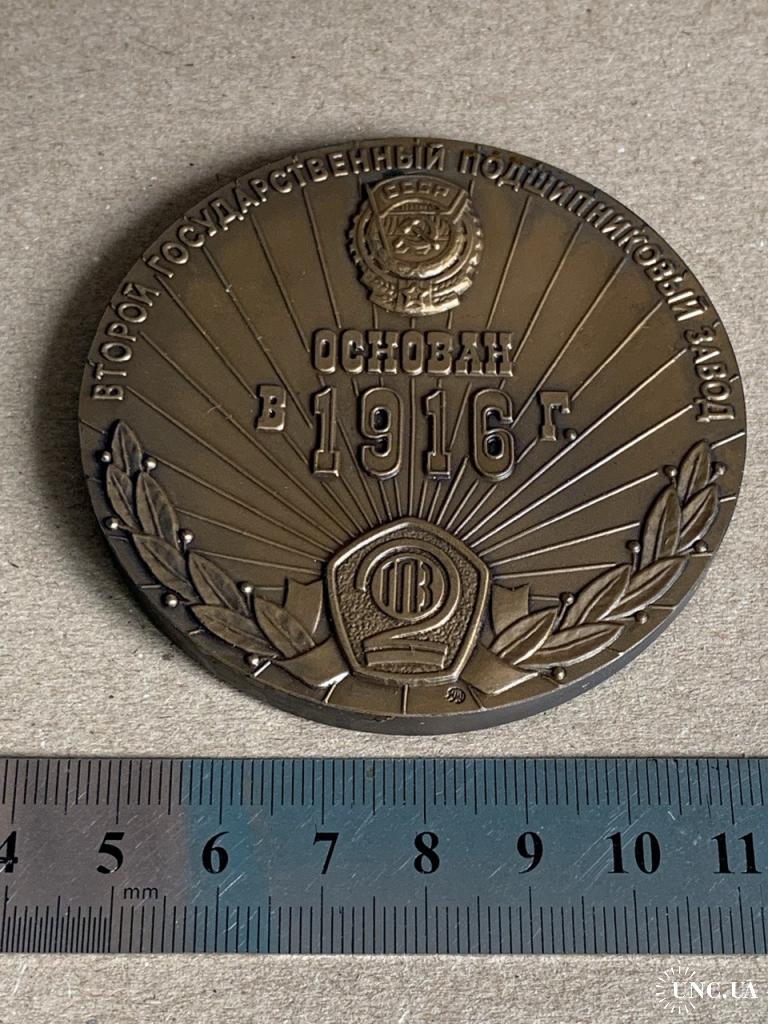 ВТОРОЙ ГОСУДАРСТВЕННЫЙ ПОДШИПНИКОВЫЙ ЗАВОД
СССР
ОСНОВАН
В 1916 Г.
ГПЗ
2
4 5 6 7 8 9 10 11
mm
UNC.UA